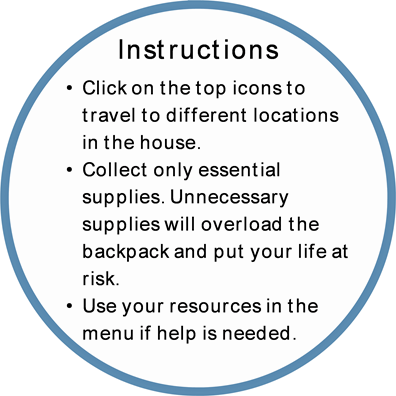 Instructions
• Click on the top icons to
travel to different locations
in the house.
• Collect only essential
supplies. Unnecessary
supplies will overload the
backpack and put your life at
risk.
• Use your resources in the
menu if help is needed.